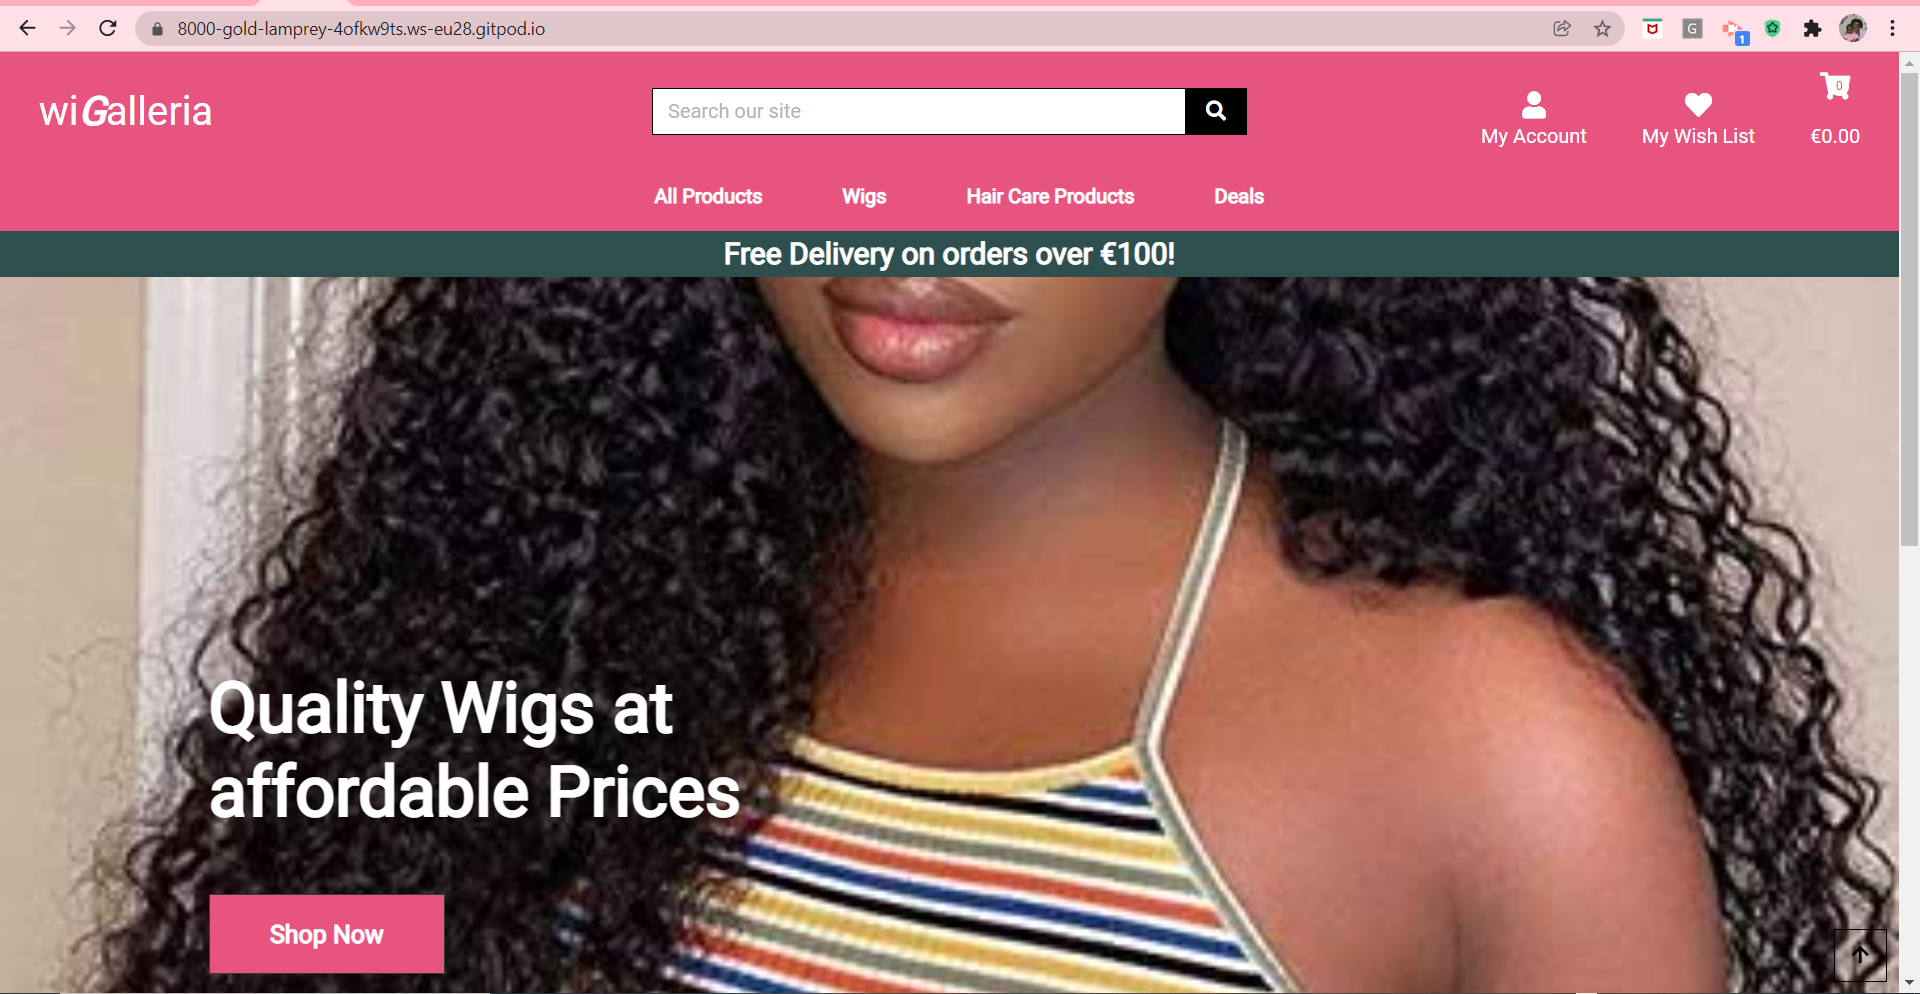 8000-gold-lamprey-4ofkw9ts.ws-eu28.gitpod.io
G
1
wiGalleria
Search our site
0
My Account
My Wish List
€0.00
All Products
Wigs
Hair Care Products
Deals
Free Delivery on orders over €100!
Quality Wigs at
affordable Prices
Shop Now